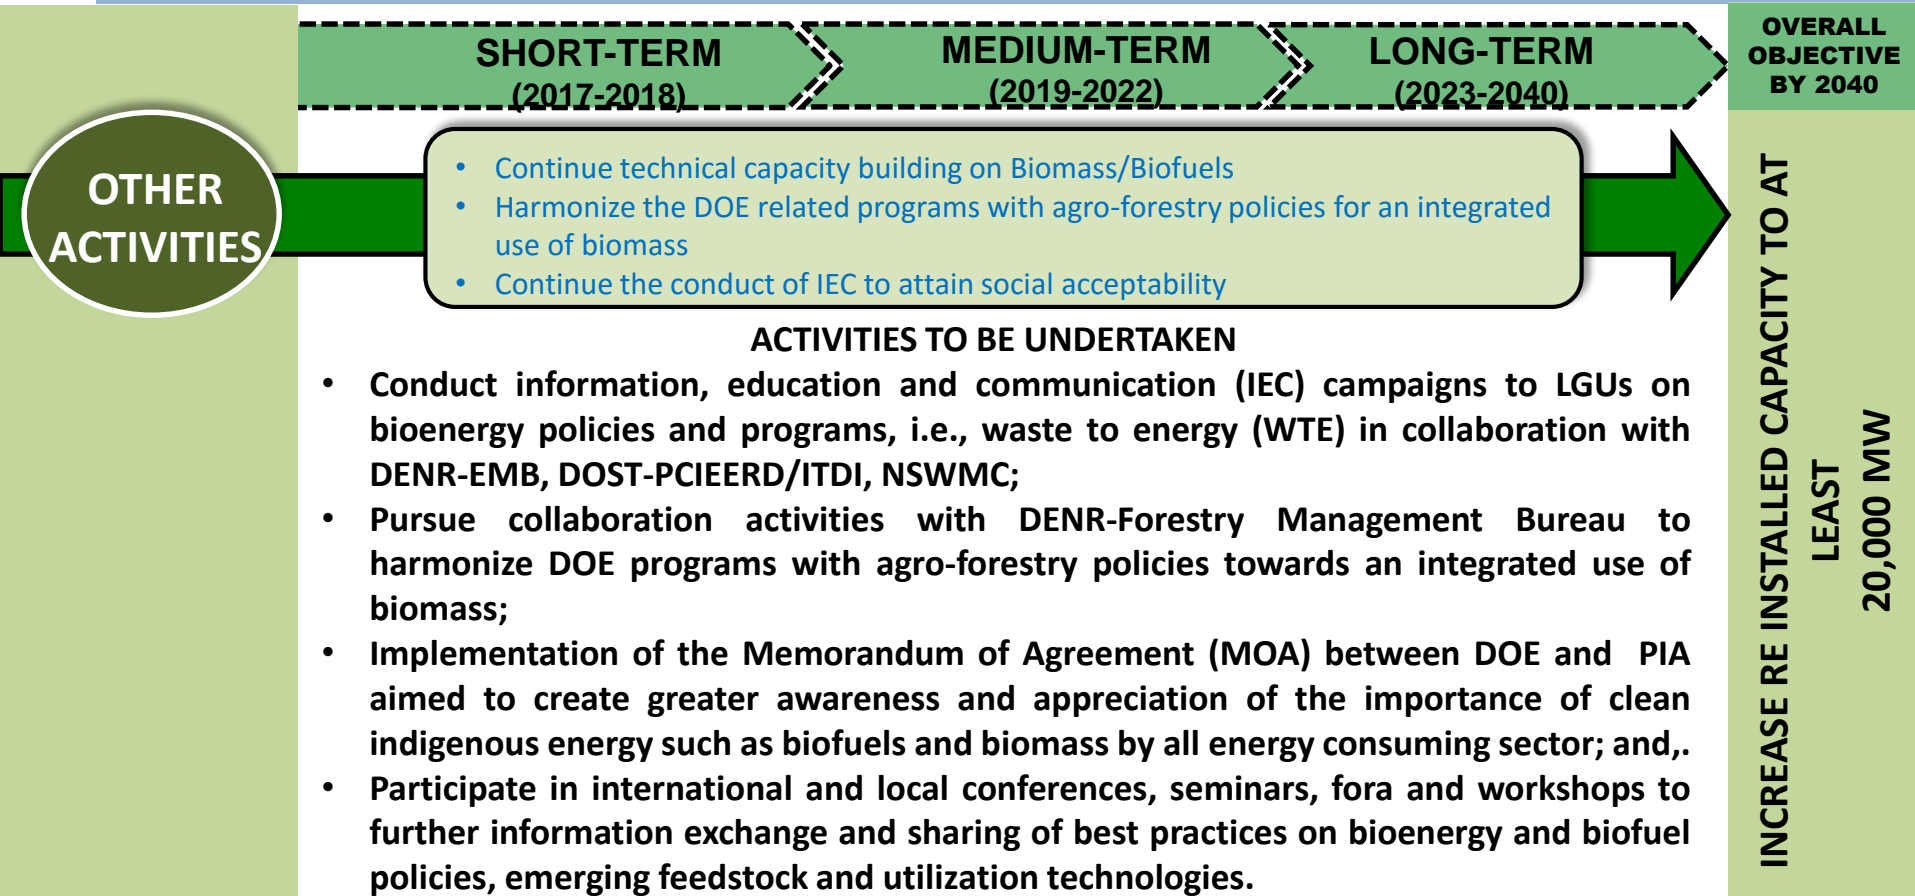 SHORT-TERM
(2017-2018)
MEDIUM-TERM
(2019-2022)
LONG-TERM
(2023-2040)
OVERALL
OBJECTIVE
BY 2040
OTHER
ACTIVITIES
• Continue technical capacity building on Biomass/Biofuels
• Harmonize the DOE related programs with agro-forestry policies for an integrated
use of biomass
• Continue the conduct of IEC to attain social acceptability
ACTIVITIES TO BE UNDERTAKEN
• Conduct information, education and communication (IEC) campaigns to LGUs on
bioenergy policies and programs, i.e., waste to energy (WTE) in collaboration with
DENR-EMB, DOST-PCIEERD/ITDI, NSWMC;
• Pursue collaboration activities with DENR-Forestry Management Bureau to
harmonize DOE programs with agro-forestry policies towards an integrated use of
biomass;
• Implementation of the Memorandum of Agreement (MOA) between DOE and PIA
aimed to create greater awareness and appreciation of the importance of clean
indigenous energy such as biofuels and biomass by all energy consuming sector; and,.
• Participate in international and local conferences, seminars, fora and workshops to
further information exchange and sharing of best practices on bioenergy and biofuel
policies, emerging feedstock and utilization technologies.
INCREASE RE INSTALLED CAPACITY TO AT
LEAST
20,000 MW